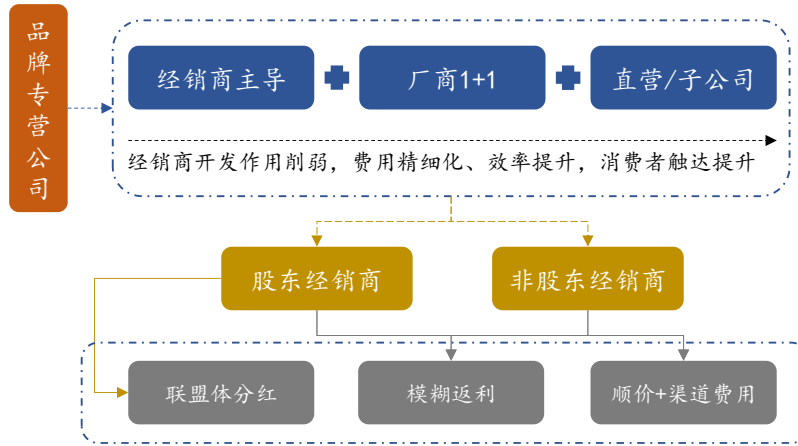 品牌专营公司
经销商主导
厂商1+1
直营/子公司
经销商开发作用削弱，费用精细化、效率提升，消费者触达提升
股东经销商
非股东经销商
联盟体分红
模糊返利
顺价+渠道费用